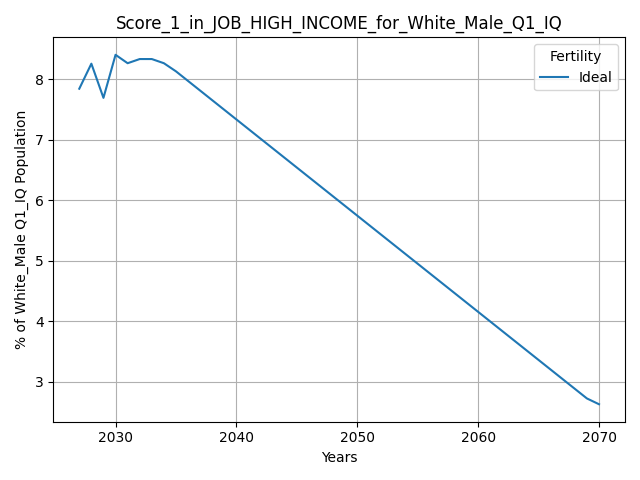 Score_1_in_JOB_HIGH_INCOME_for_White_Male_Q1_IQ
Fertility
Ideal
% of White_Male Q1_IQ Population
8
7
6
5
4
3
2030 2040 2050 2060 2070
Years